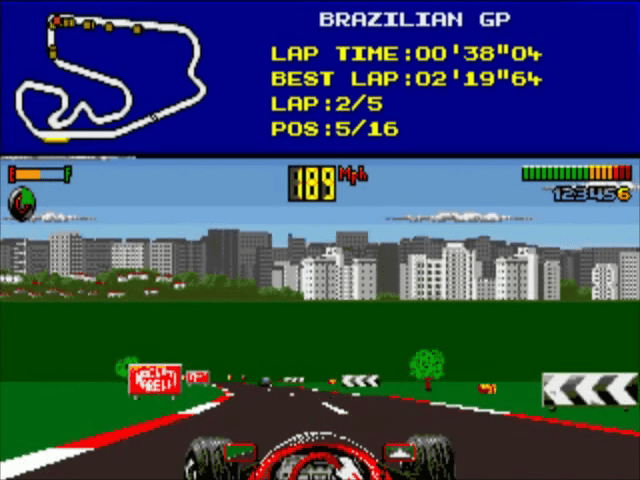 BRAZILIAN GP
LAP TIME:00'38"04
BEST LAP:02'19"64
LAP:2/5
POS:5/16
E F
189 Mph
123456